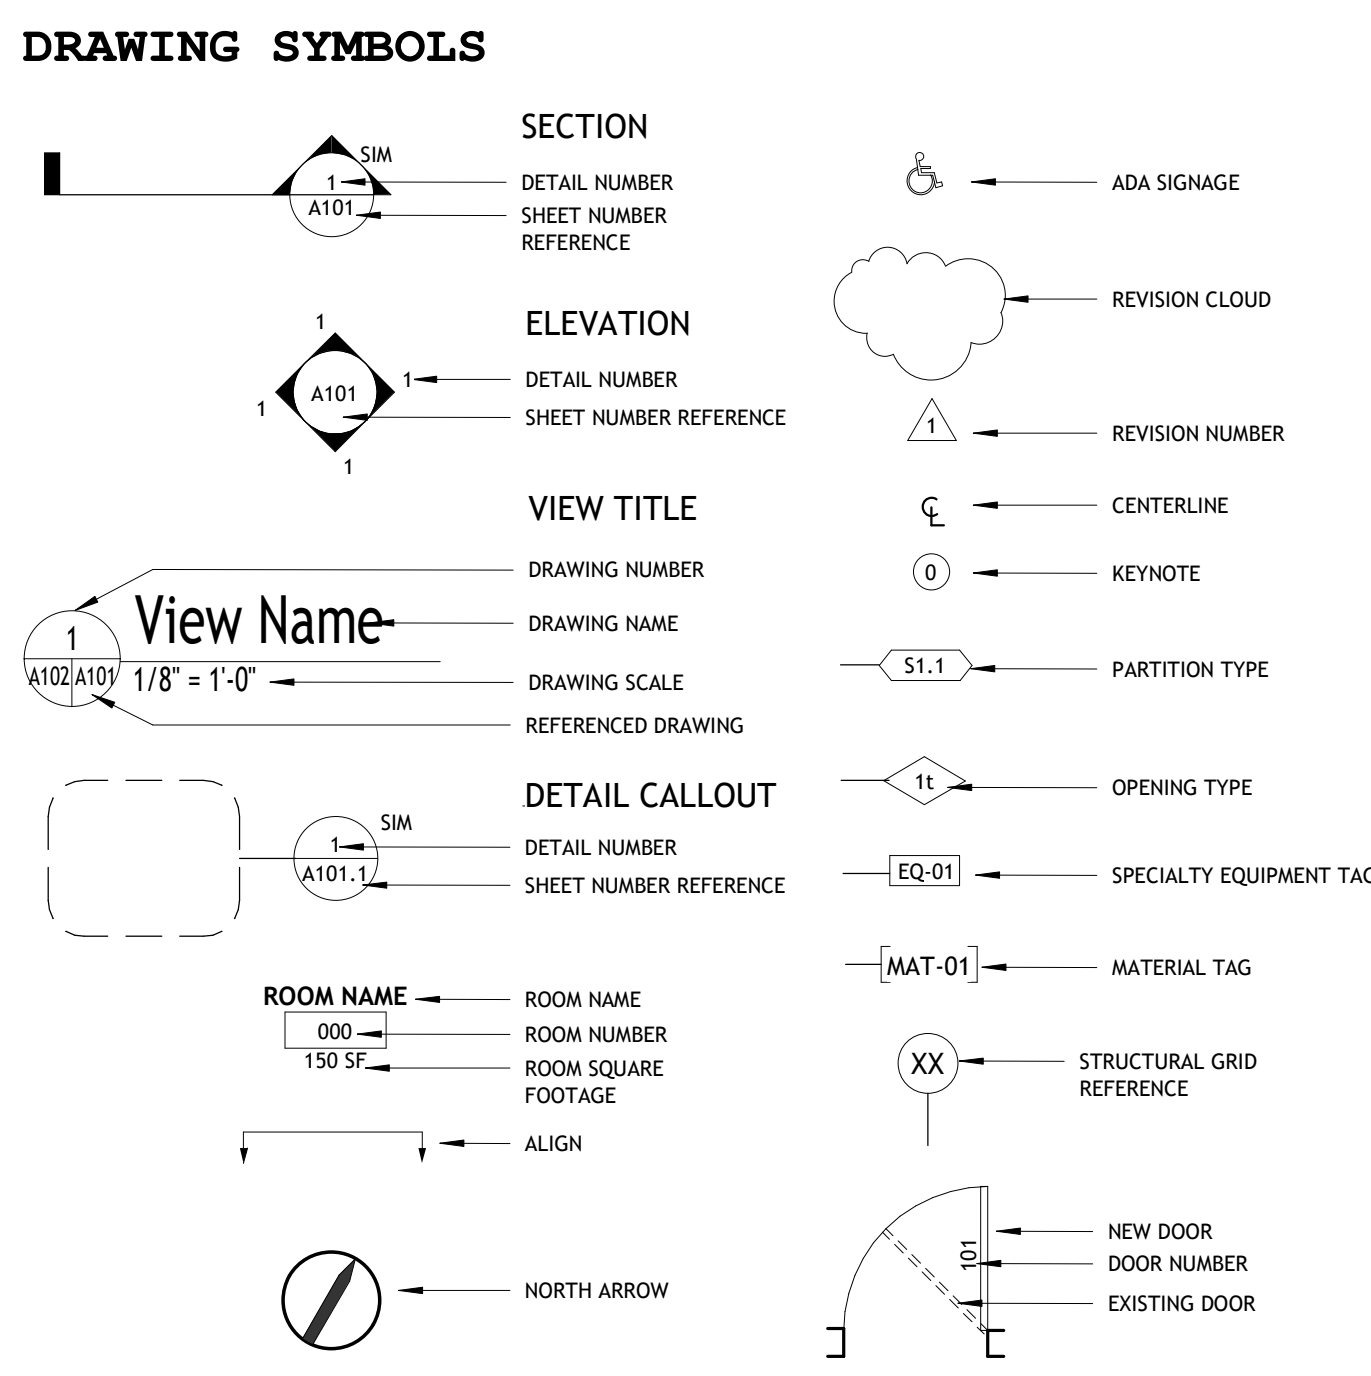 DRAWING SYMBOLS
SECTION
SIM
1
DETAIL NUMBER
A101
SHEET NUMBER
REFERENCE
ELEVATION
1
1
DETAIL NUMBER
A101
1
SHEET NUMBER REFERENCE
1
VIEW TITLE
DRAWING NUMBER
View Name
DRAWING NAME
1
A102
A101
1/8" = 1'-0"
DRAWING SCALE
REFERENCED DRAWING
DETAIL CALLOUT
SIM
1
DETAIL NUMBER
A101.1
SHEET NUMBER REFERENCE
ROOM NAME
ROOM NAME
000
ROOM NUMBER
150 SF
ROOM SQUARE
FOOTAGE
ALIGN
NORTH ARROW
ADA SIGNAGE
REVISION CLOUD
1
REVISION NUMBER
CL
CENTERLINE
0
KEYNOTE
S1.1
PARTITION TYPE
1t
OPENING TYPE
EQ-01
SPECIALTY EQUIPMENT TAG
[MAT-01]
MATERIAL TAG
XX
STRUCTURAL GRID
REFERENCE
NEW DOOR
101
DOOR NUMBER
EXISTING DOOR